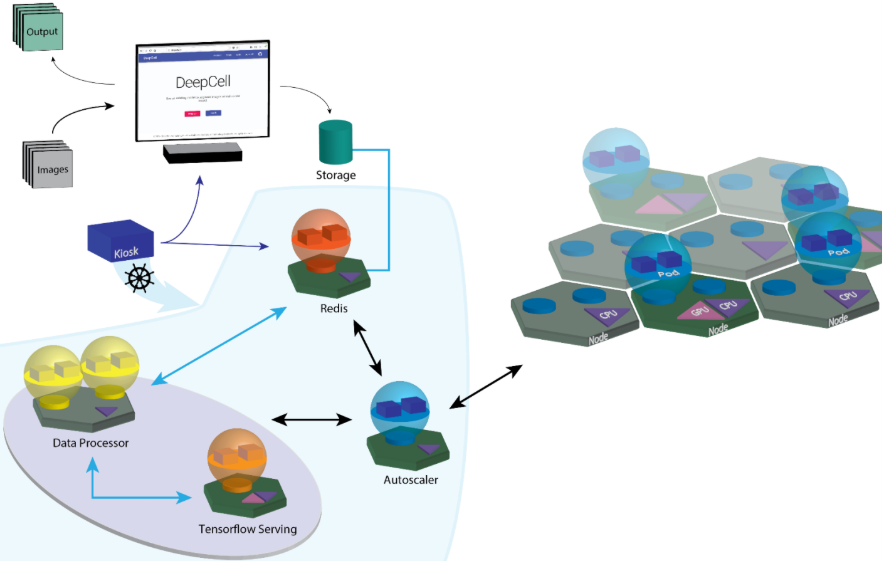 Output
DeepCell
DeepCell
Images
Storage
Kiosk
Redis
Pod
Pod
CPU
GPU
CPU
CPU
Node
Node
Node
Data Processor
Autoscaler
Tensorflow Serving